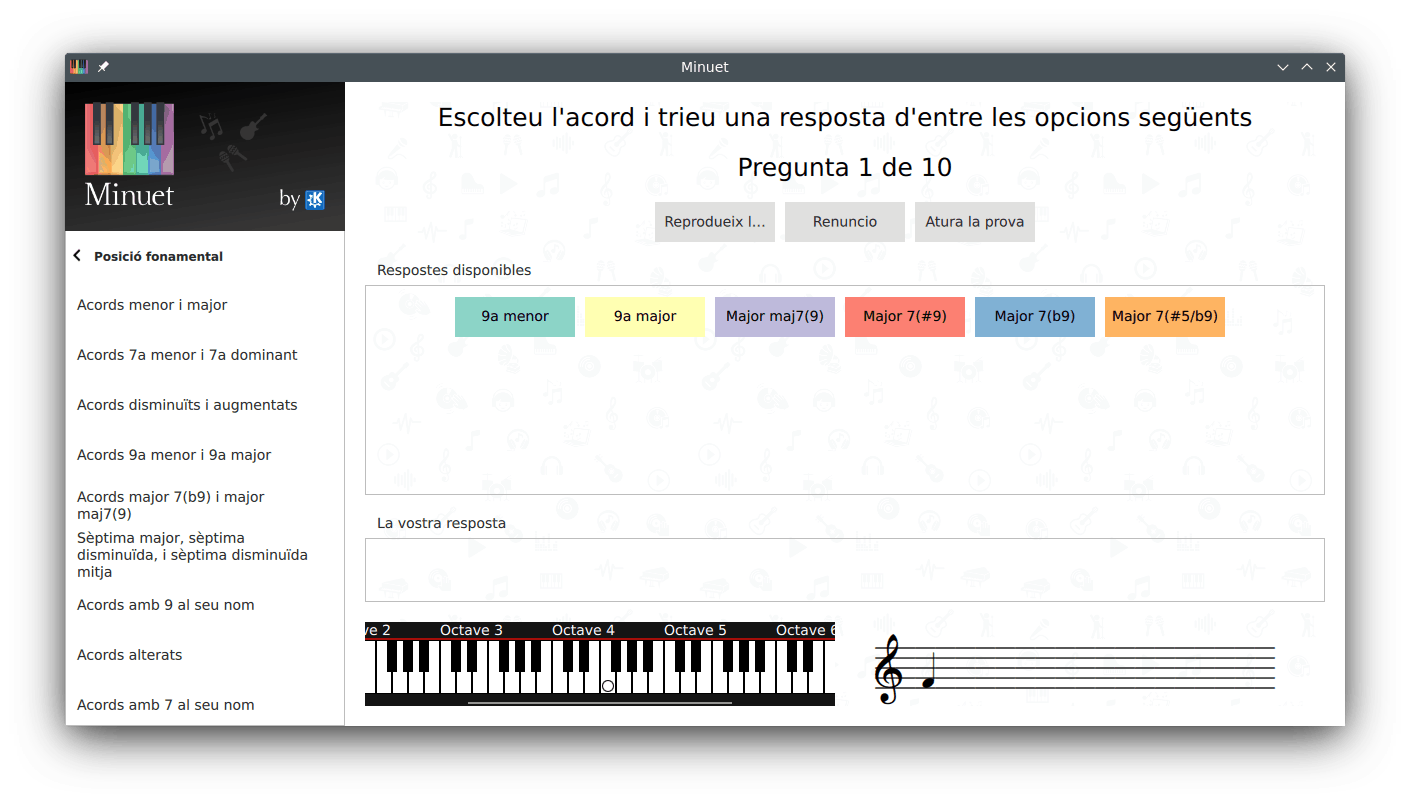 Minuet
Minuet
by
Posició fonamental
Acords menor i major
Acords 7a menor i 7a dominant
Acords disminuïts i augmentats
Acords 9a menor i 9a major
Acords major 7(b9) i major
maj7(9)
Sèptima major, sèptima
disminuïda, i sèptima disminuïda
mitja
Acords amb 9 al seu nom
Acords alterats
Acords amb 7 al seu nom
Escolteu l'acord i trieu una resposta d'entre les opcions següents
Pregunta 1 de 10
Reprodueix l…
Renuncio
Atura la prova
Respostes disponibles
9a menor
9a major
Major maj7(9)
Major 7(#9)
Major 7(b9)
Major 7(#5/b9)
La vostra resposta
ve 2
Octave 3
Octave 4
Octave 5
Octave 6